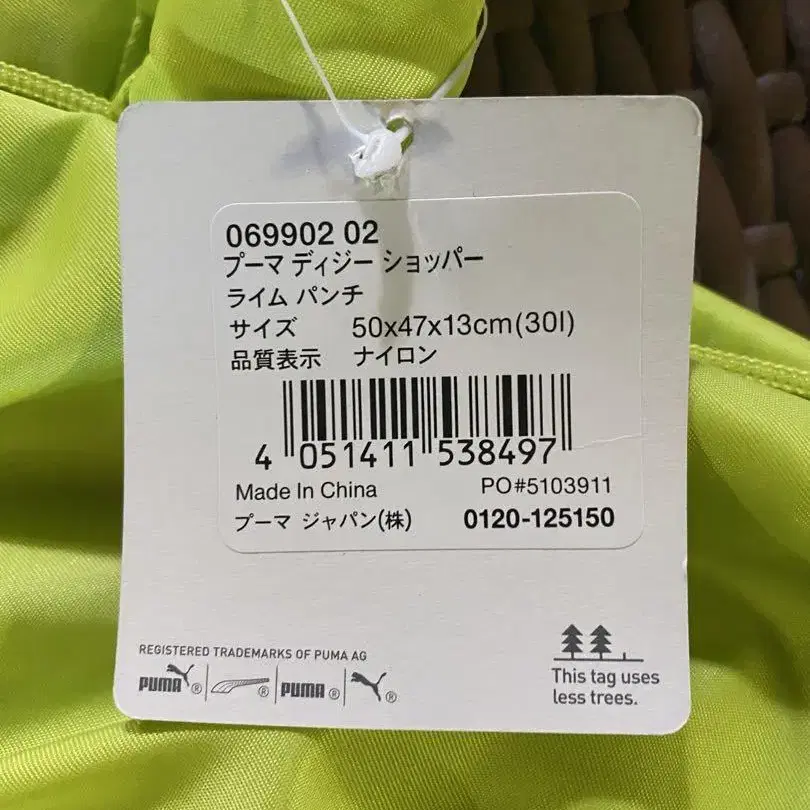 069902 02
プーマ ディジー ショッパー
ライム パンチ
サイズ 50x47x13cm(30l)
品質表示 ナイロン
4 051411 538497
Made In China PO#5103911
プーマ ジャパン(株) 0120-125150
REGISTERED TRADEMARKS OF PUMA AG
PUMA® ® PUMA® ®
This tag uses
less trees.